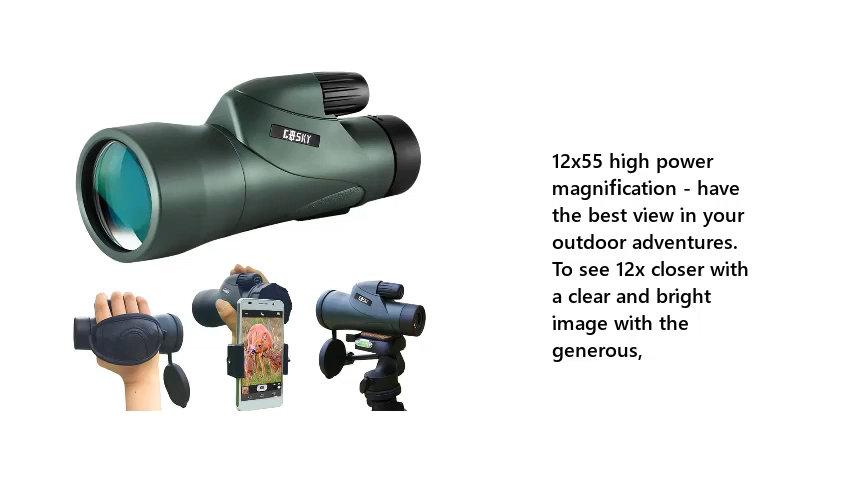 GOSKY
12x55 high power
magnification - have
the best view in your
outdoor adventures.
To see 12x closer with
a clear and bright
image with the
generous,